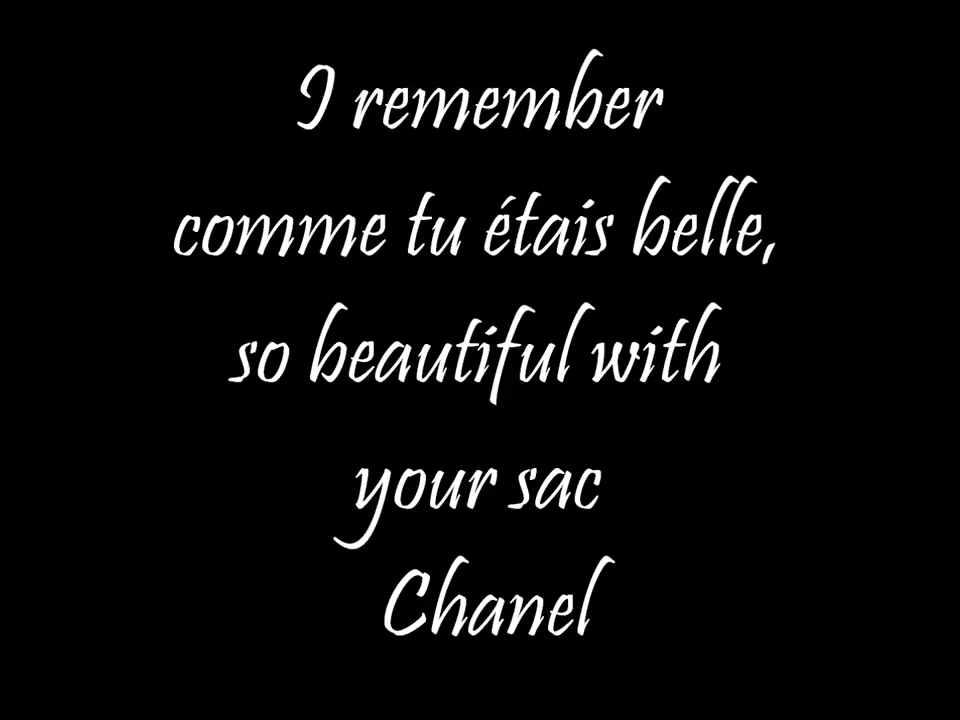 I remember
comme tu étais belle,
so beautiful with
your sac
Chanel